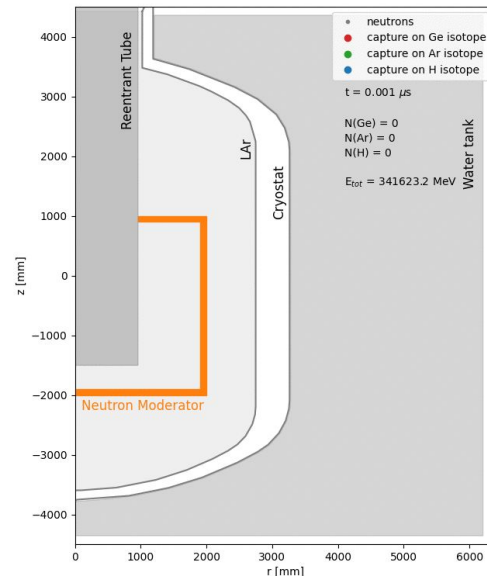 neutrons
capture on Ge isotope
capture on Ar isotope
capture on H isotope
t = 0.001 μs
N(Ge) = 0
N(Ar) = 0
N(H) = 0
E_{tot} = 341623.2 MeV
Reentrant Tube
LAr
Cryostat
Water tank
Neutron Moderator
z [mm]
4000
3000
2000
1000
0
−1000
−2000
−3000
−4000
0
1000
2000
3000
4000
5000
6000
r [mm]